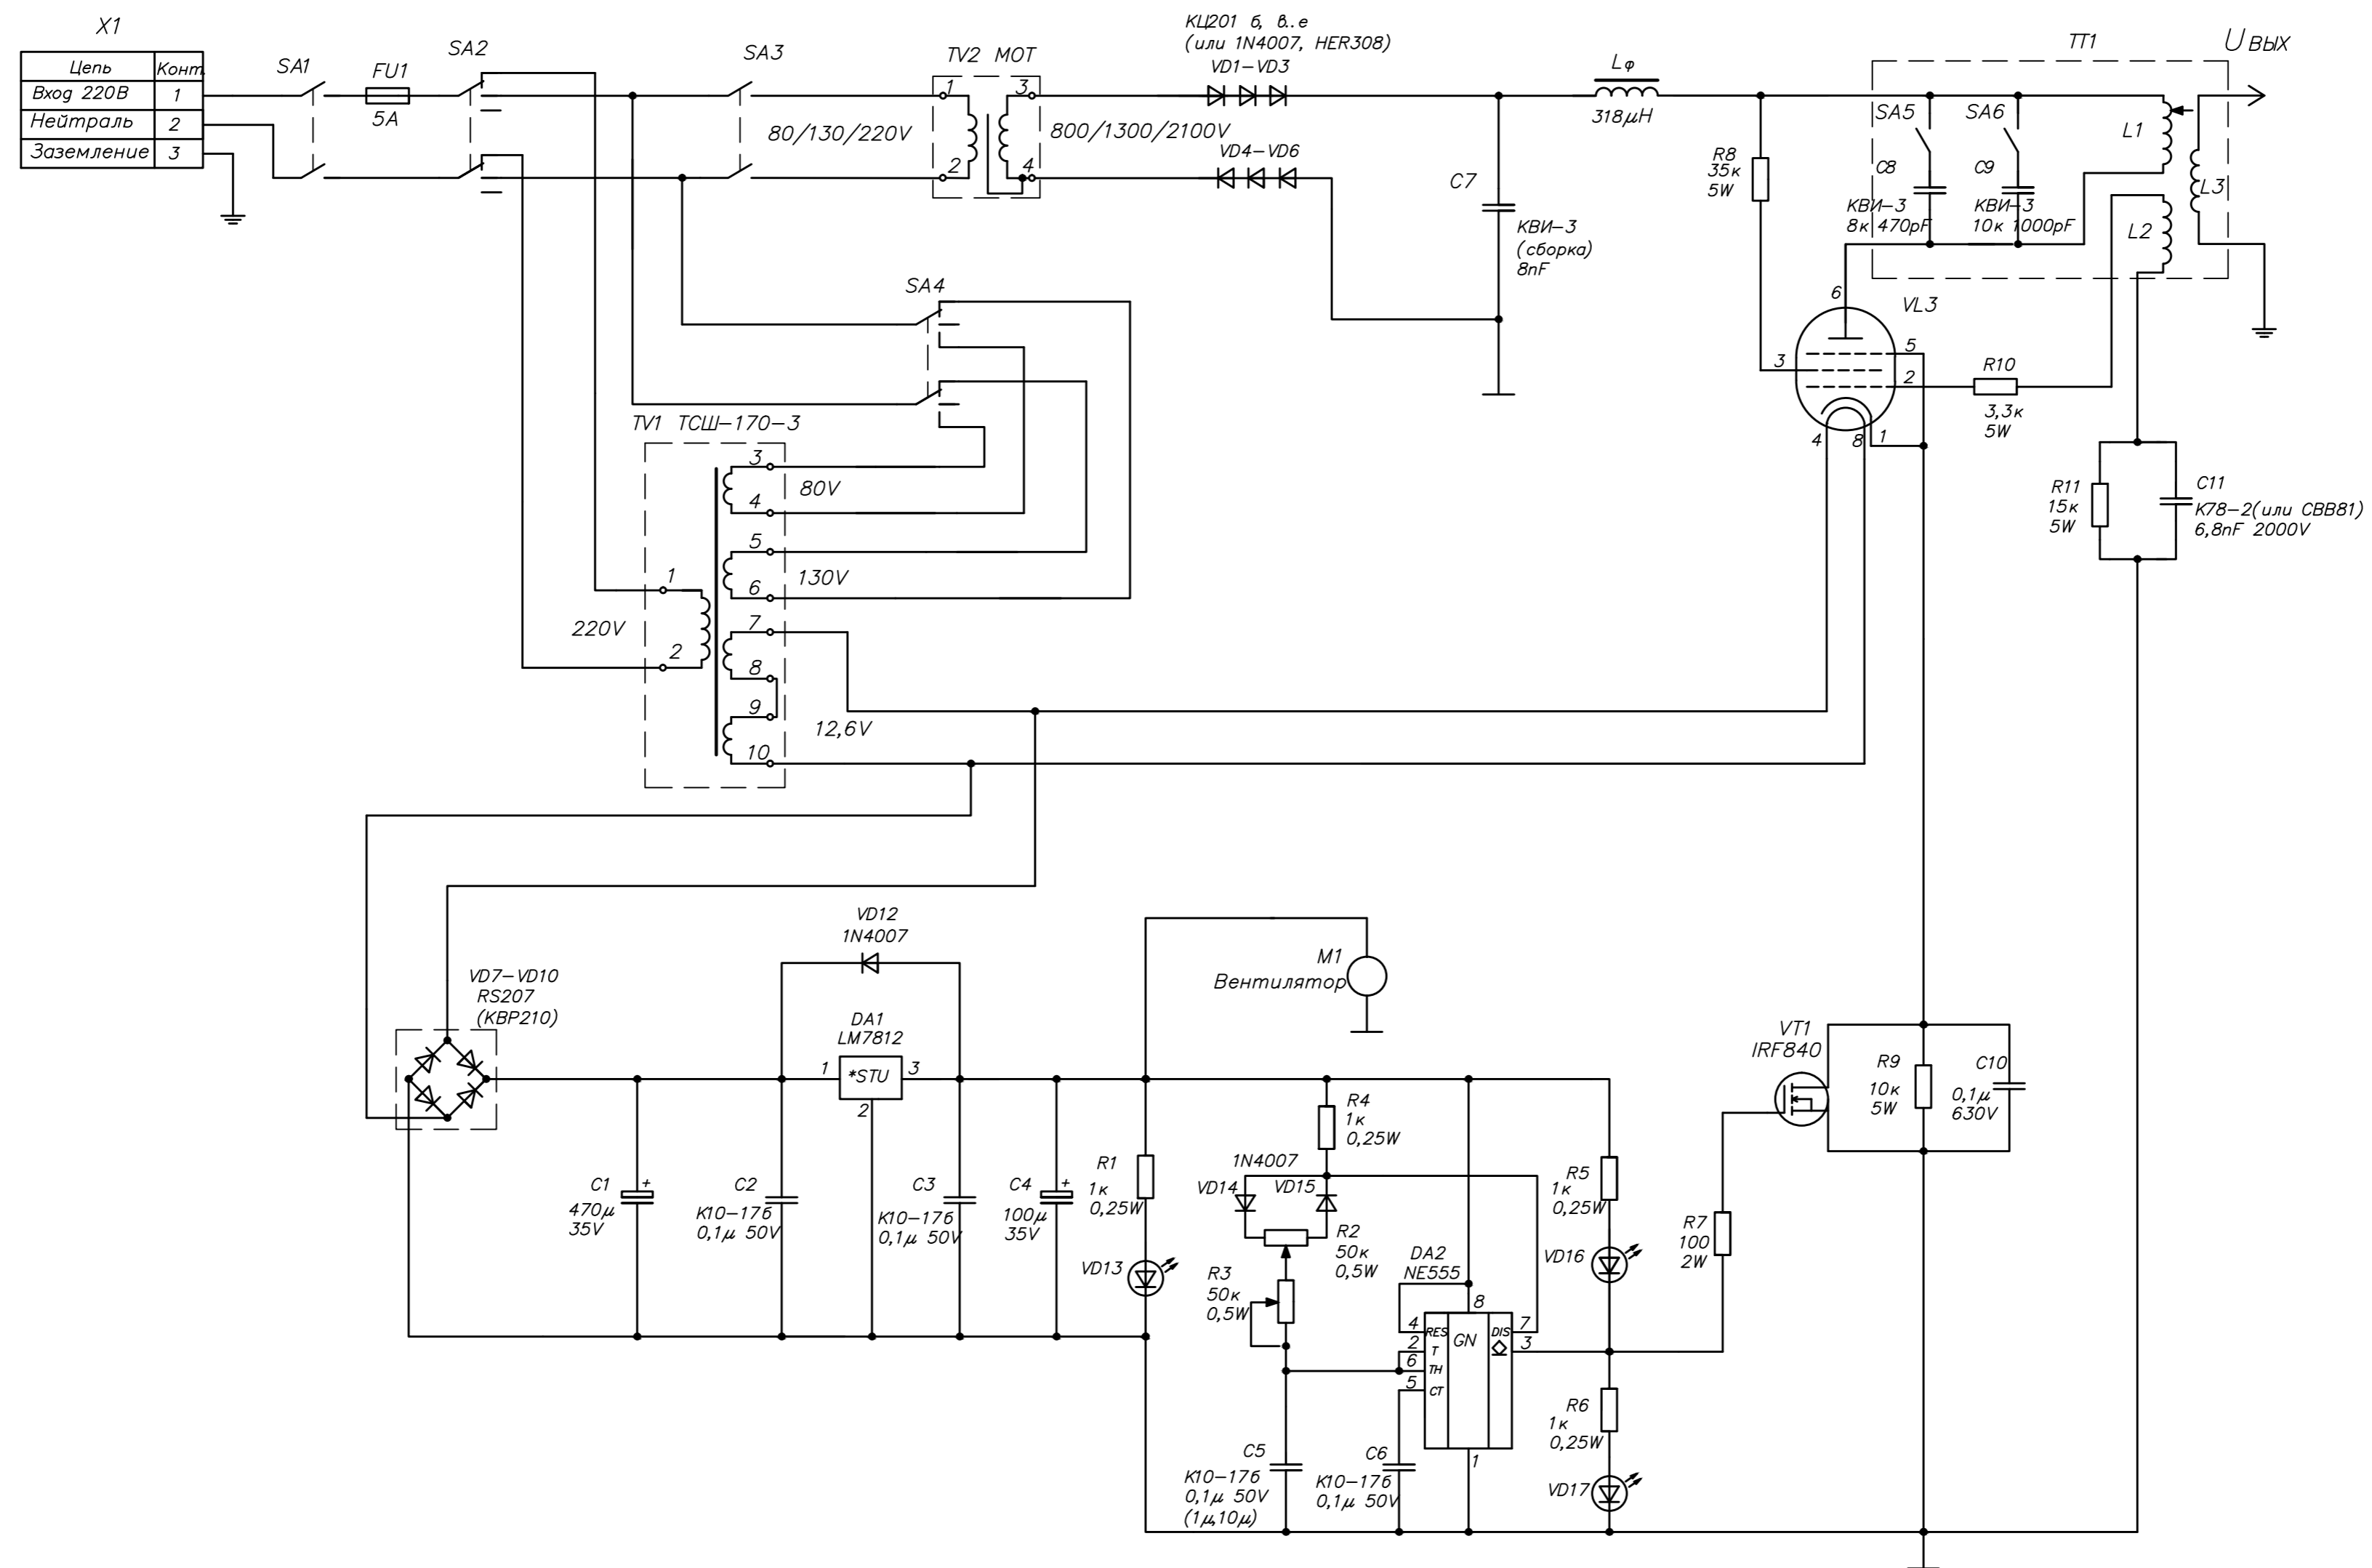 X1
Цепь Конт.
Вход 220В 1
Нейтраль 2
Заземление 3
SA1
FU1
5А
SA2
SA3
80/130/220V
TV2 МОТ
1
2
3
4
800/1300/2100V
КЦ201 б, в..е
(или 1N4007, HER308)
VD1-VD3
VD4-VD6
C7
КВИ-3
(сборка)
8nF
Lф
318µH
R8
35к
5W
ТТ1
U вых
SA5
SA6
C8
C9
КВИ-3
8к 470pF
КВИ-3
10к 1000pF
L1
L2
L3
VL3
6
3
5
2
4
8
1
R10
3,3к
5W
R11
15к
5W
C11
К78-2(или СВВ81)
6,8nF 2000V
SA4
TV1 ТСШ-170-3
3
4
80V
5
6
130V
7
8
9
10
12,6V
1
2
220V
VD7-VD10
RS207
(KBP210)
VD12
1N4007
DA1
LM7812
1
*STU
3
2
M1
Вентилятор
C1
+
470µ
35V
C2
К10-17б
0,1µ 50V
C3
К10-17б
0,1µ 50V
C4
+
100µ
35V
R1
1к
0,25W
VD13
R4
1к
0,25W
1N4007
VD14
VD15
R2
50к
0,5W
R3
50к
0,5W
DA2
NE555
8
4 RES
2 T
6 TH
5 CT
GN
DIS 7
3
1
C5
К10-17б
0,1µ 50V
(1µ,10µ)
C6
К10-17б
0,1µ 50V
R5
1к
0,25W
VD16
R6
1к
0,25W
VD17
R7
100
2W
VT1
IRF840
R9
10к
5W
C10
0,1µ
630V